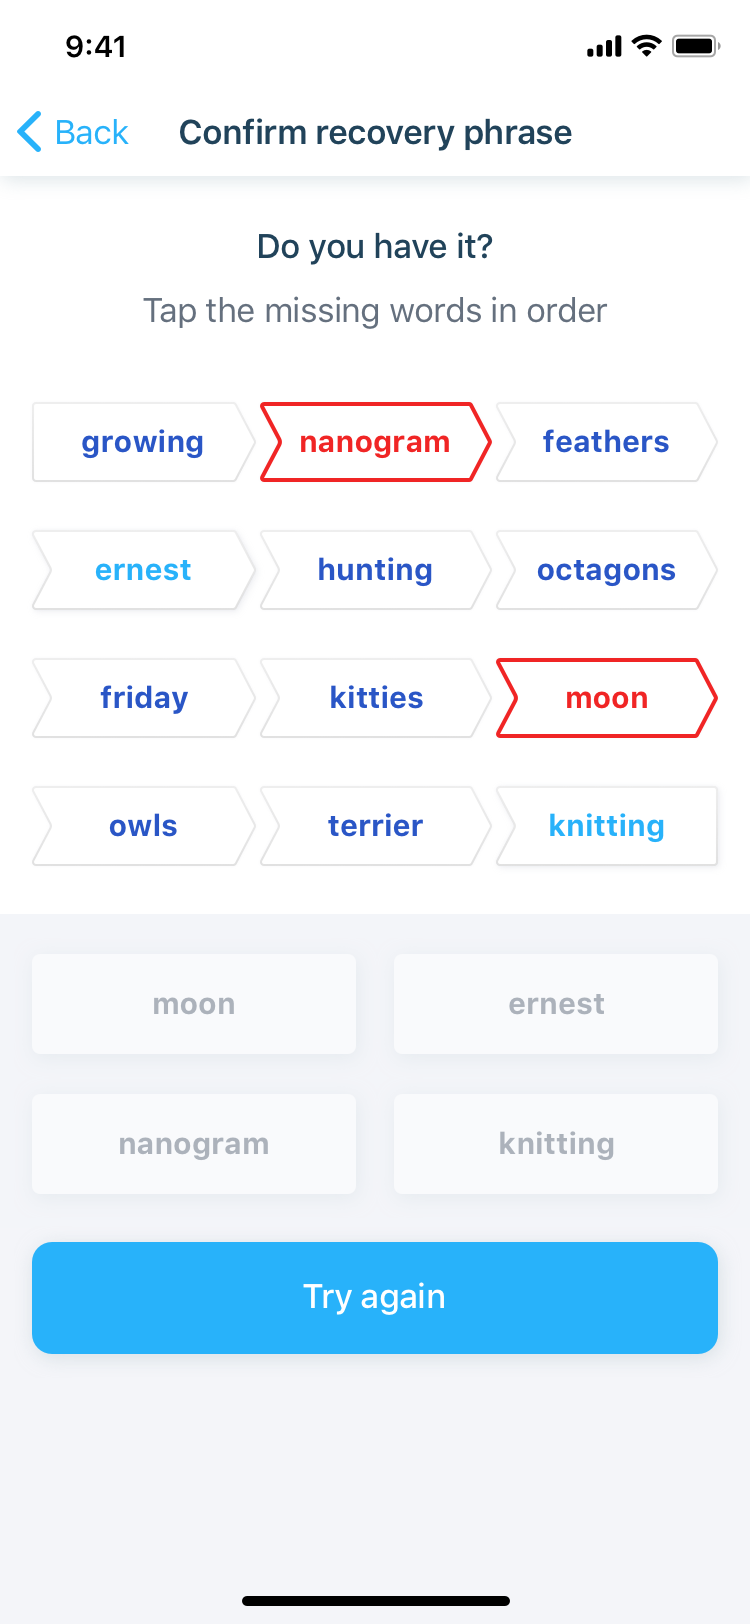 9:41
Back Confirm recovery phrase
Do you have it?
Tap the missing words in order
growing nanogram feathers
ernest hunting octagons
friday kitties moon
owls terrier knitting
moon ernest
nanogram knitting
Try again